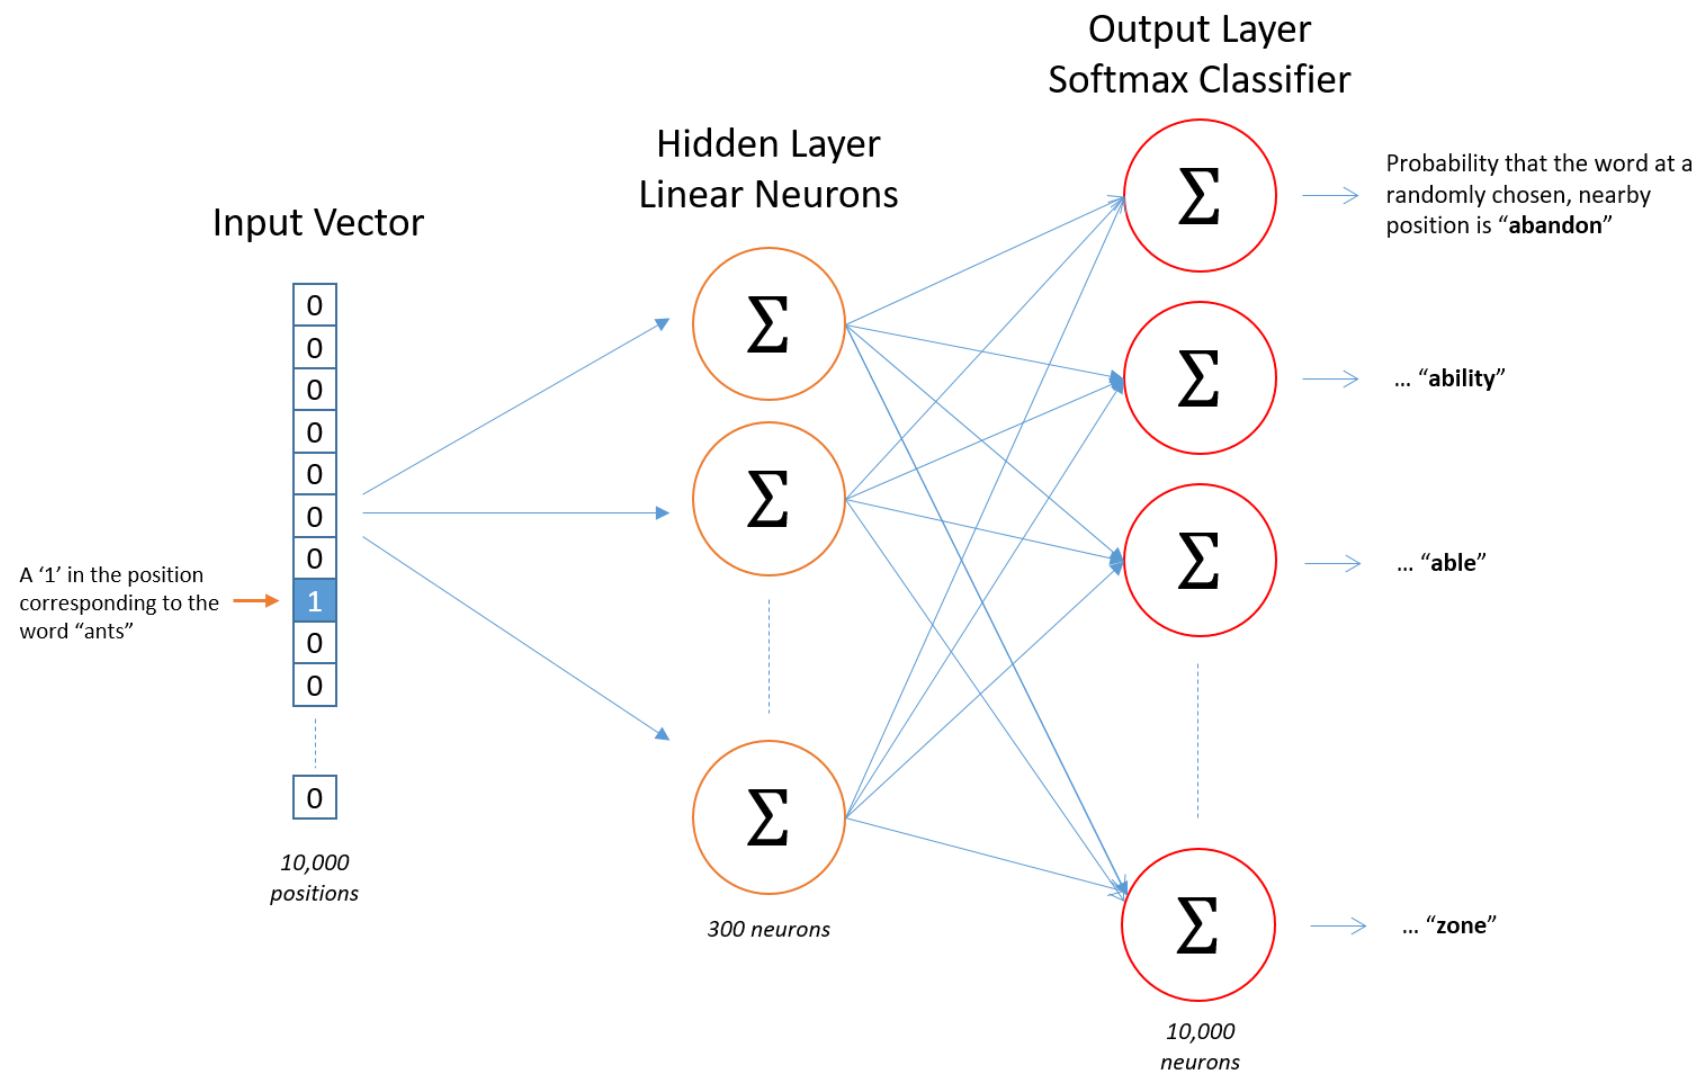 Output Layer
Softmax Classifier
Hidden Layer
Linear Neurons
Input Vector
0
0
0
0
0
0
0
1
0
0
0
A ‘1’ in the position
corresponding to the
word “ants”
10,000
positions
Σ
Σ
Σ
300 neurons
Σ
Σ
Σ
Σ
10,000
neurons
Probability that the word at a
randomly chosen, nearby
position is “abandon”
... “ability”
... “able”
... “zone”